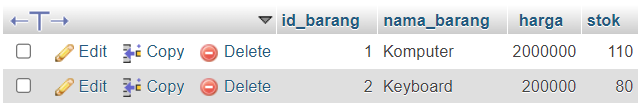 id_barang nama_barang harga stok
Edit Copy Delete 1 Komputer 2000000 110
Edit Copy Delete 2 Keyboard 200000 80